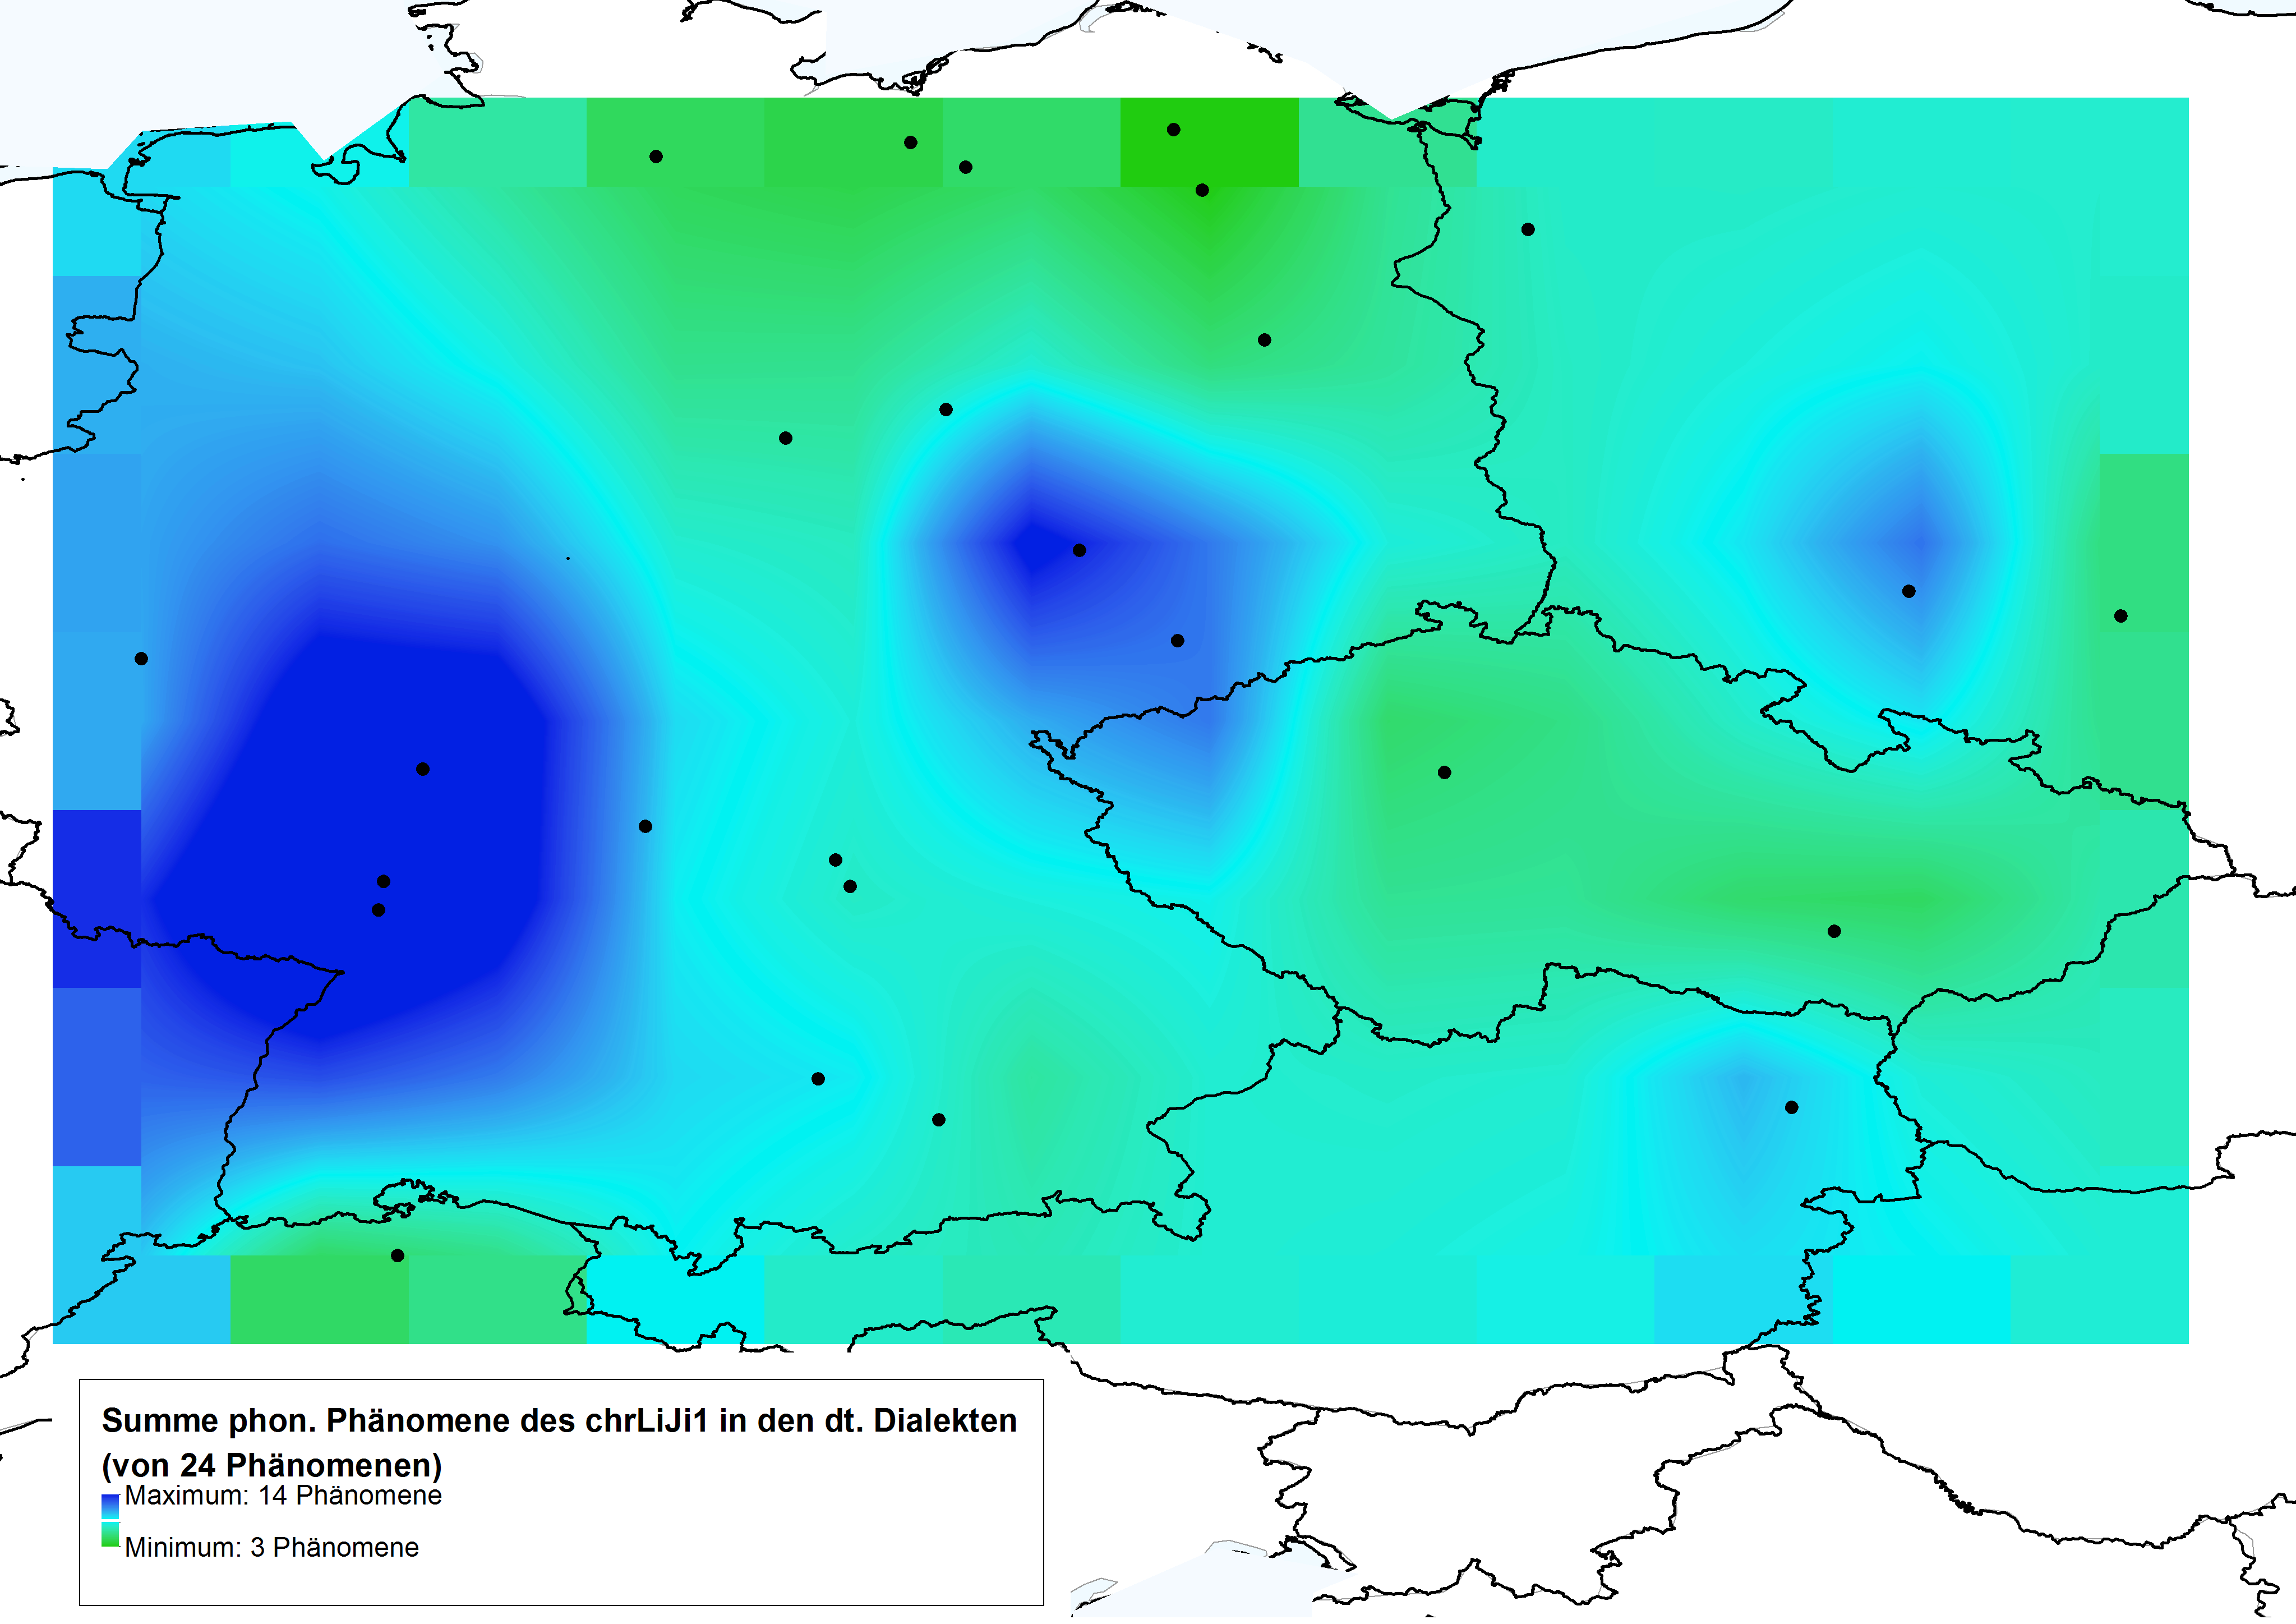 Summe phon. Phänomene des chrLiJi1 in den dt. Dialekten
(von 24 Phänomenen)
Maximum: 14 Phänomene
Minimum: 3 Phänomene